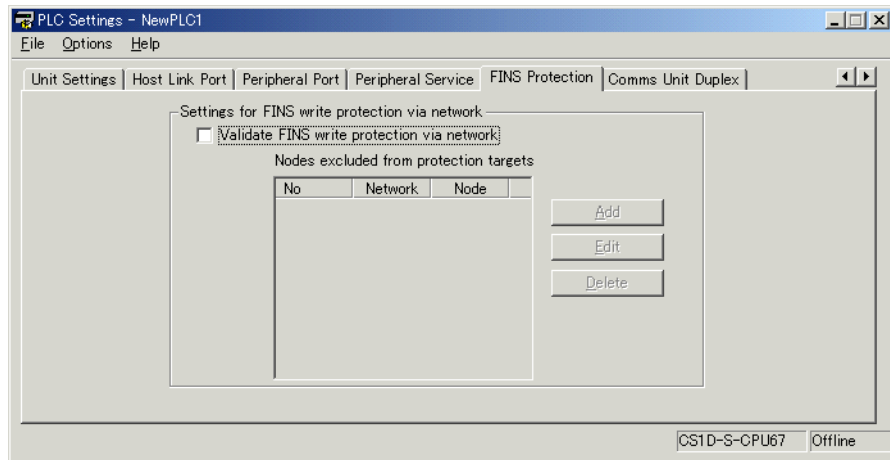 PLC Settings - NewPLC1
File Options Help
Unit Settings Host Link Port Peripheral Port Peripheral Service FINS Protection Comms Unit Duplex
Settings for FINS write protection via network
Validate FINS write protection via network
Nodes excluded from protection targets
No Network Node
Add
Edit
Delete
CS1D-S-CPU67 Offline